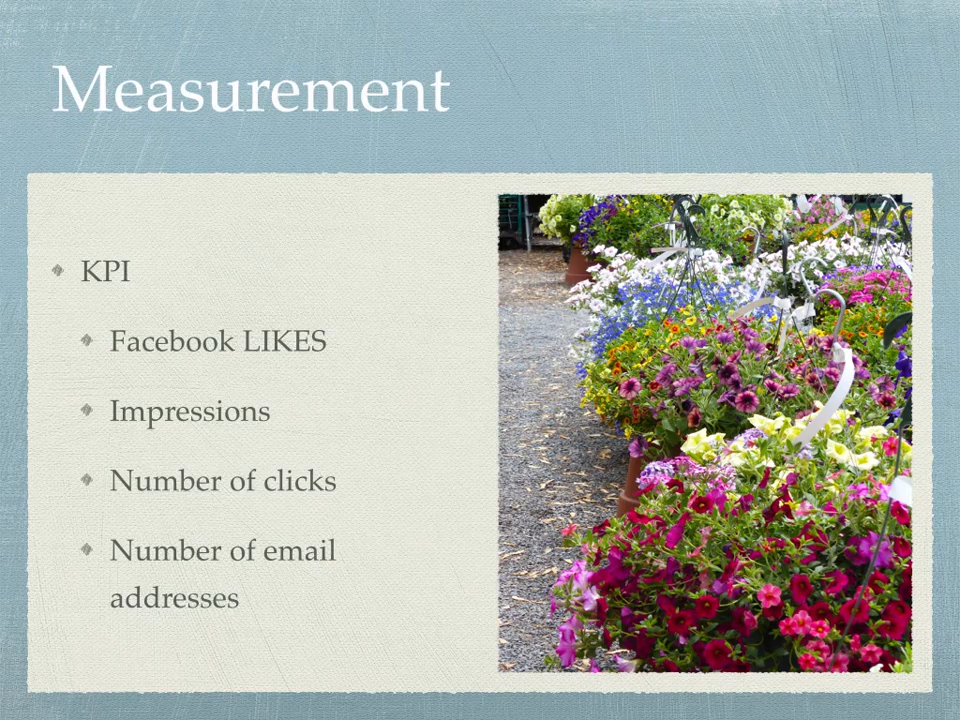 Measurement
KPI
Facebook LIKES
Impressions
Number of clicks
Number of email
addresses